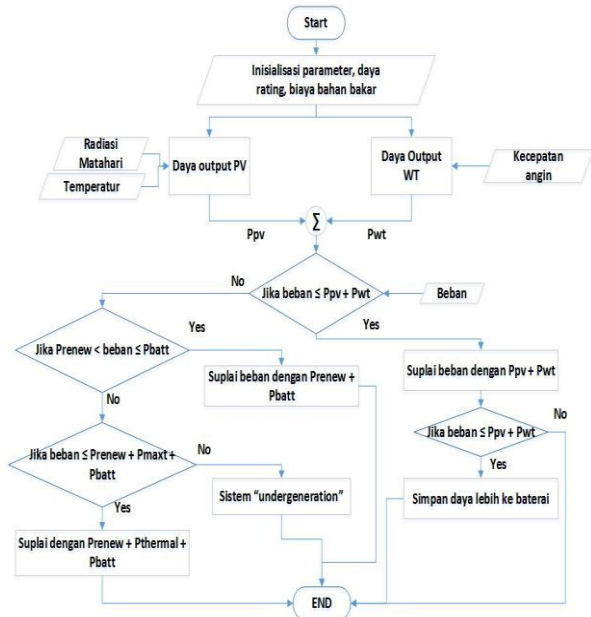 Start
Inisialisasi parameter, daya
rating, biaya bahan bakar
Radiasi
Matahari
Temperatur
Daya output PV
Daya Output
WT
Kecepatan
angin
Ppv
∑
Pwt
No
Jika beban ≤ Ppv + Pwt
Beban
Yes
Yes
Jika Prenew < beban ≤ Pbatt
Suplai beban dengan Prenew +
Pbatt
Suplai beban dengan Ppv + Pwt
No
No
Jika beban ≤ Ppv + Pwt
Jika beban ≤ Prenew + Pmaxt +
Pbatt
No
Yes
Sistem “undergeneration”
Simpan daya lebih ke baterai
Yes
Suplai dengan Prenew + Pthermal +
Pbatt
END